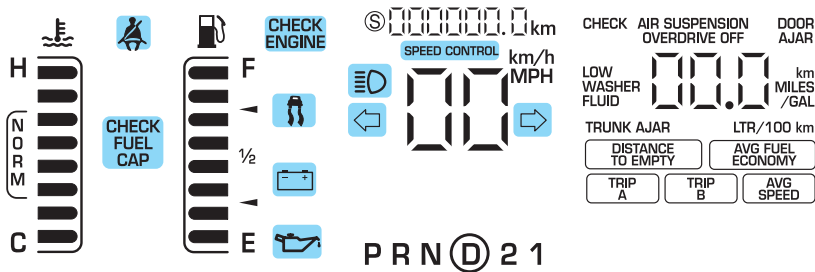 H
NORM
C
CHECK
FUEL
CAP
F
½
E
CHECK
ENGINE
S 000000.0 km
SPEED CONTROL
km/h
MPH
00
P R N D 2 1
CHECK AIR SUSPENSION DOOR
OVERDRIVE OFF AJAR
LOW
WASHER
FLUID
00.0
km
MILES
/GAL
TRUNK AJAR LTR/100 km
DISTANCE
TO EMPTY
AVG FUEL
ECONOMY
TRIP
A
TRIP
B
AVG
SPEED